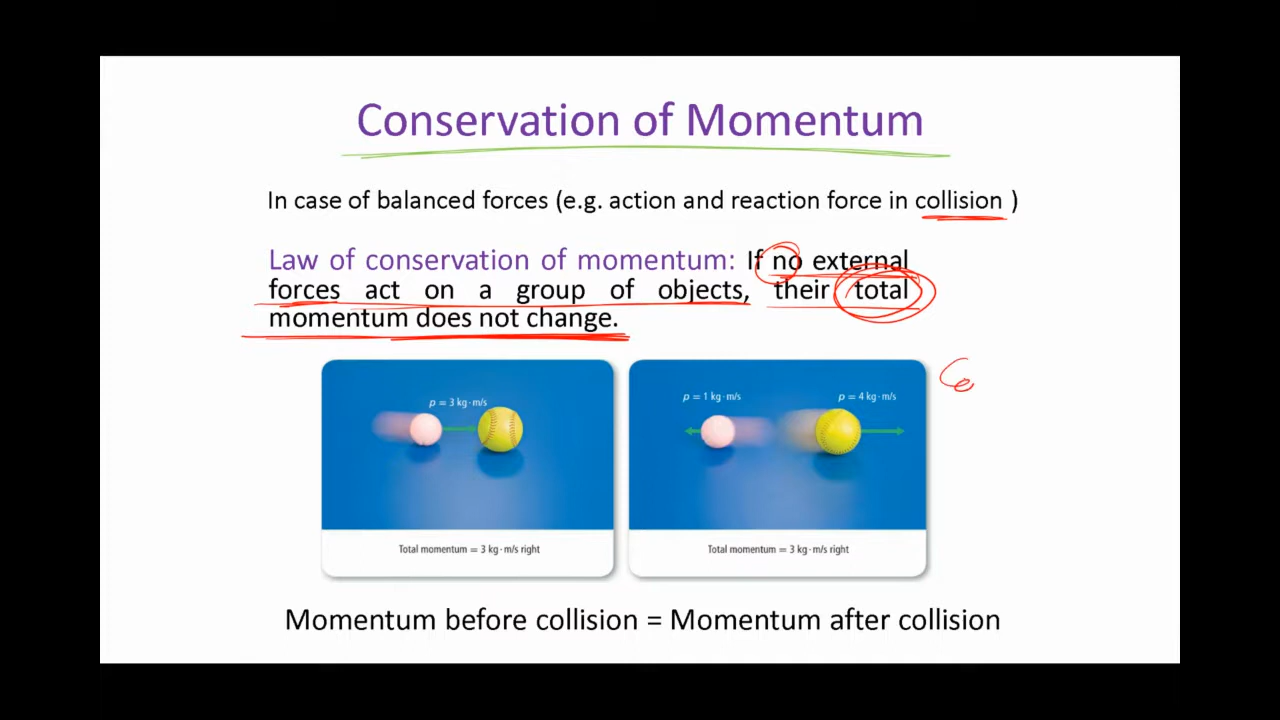 Conservation of Momentum
In case of balanced forces (e.g. action and reaction force in collision )
Law of conservation of momentum: If no external
forces act on a group of objects, their total
momentum does not change.
p = 3 kg·m/s
p = 1 kg·m/s
p = 4 kg·m/s
Total momentum = 3 kg·m/s right
Total momentum = 3 kg·m/s right
Momentum before collision = Momentum after collision